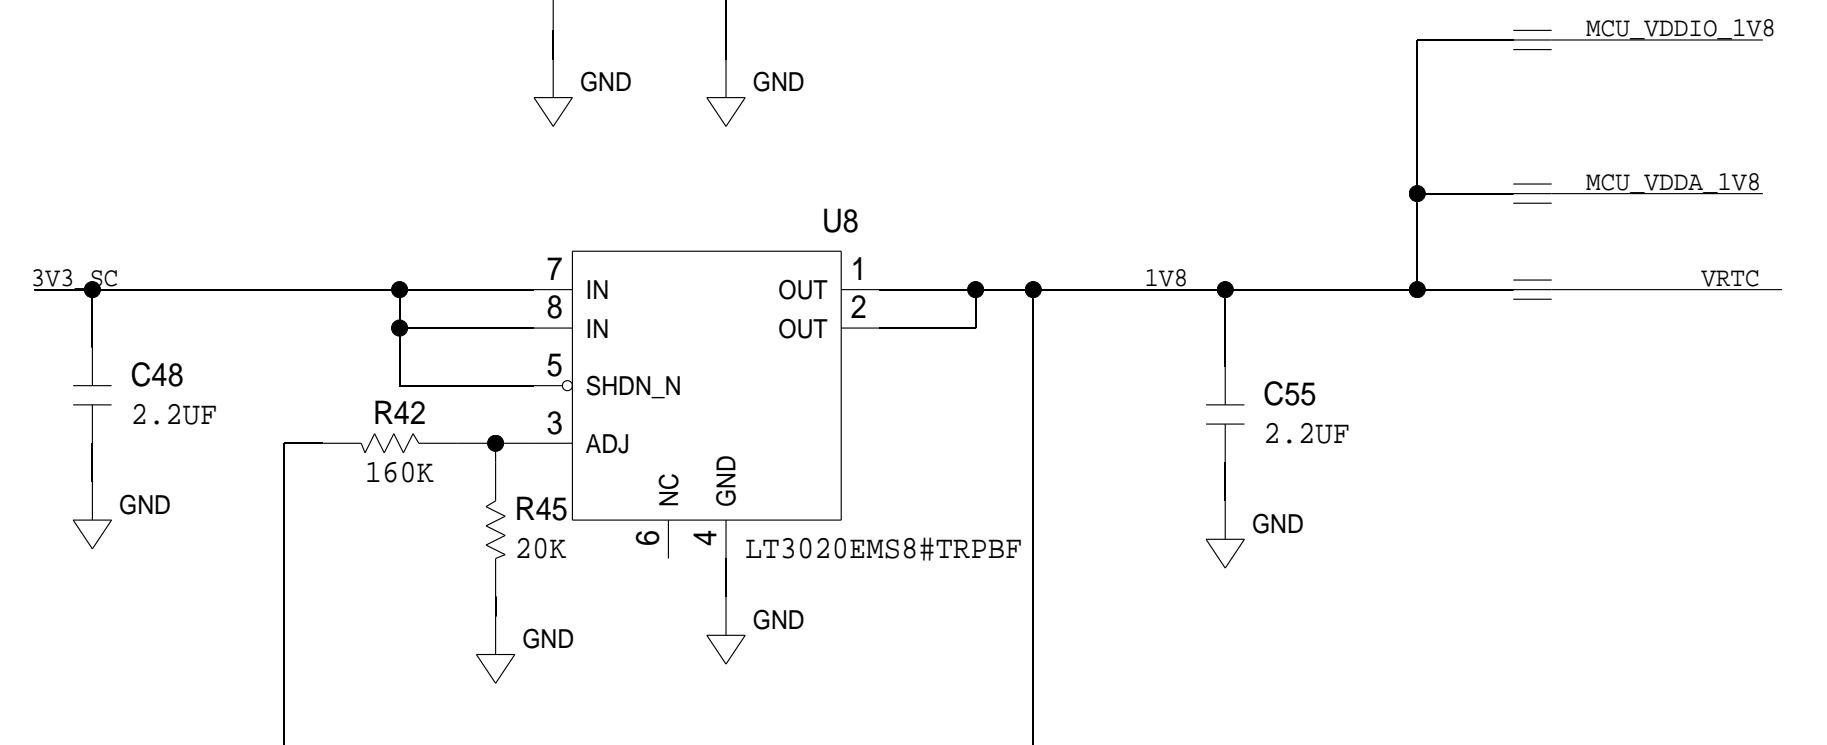 MCU_VDDIO_1V8
GND
GND
MCU_VDDA_1V8
U8
3V3_SC
7
IN
OUT
1
1V8
VRTC
8
IN
OUT
2
5
SHDN_N
C48
2.2UF
R42
160K
3
ADJ
C55
2.2UF
NC
GND
6
4
R45
20K
LT3020EMS8#TRPBF
GND
GND
GND
GND